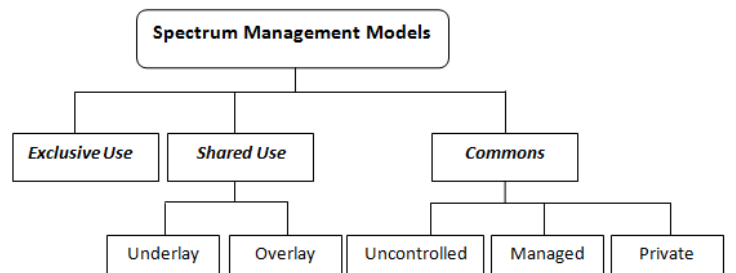 Spectrum Management Models
Exclusive Use
Shared Use
Commons
Underlay
Overlay
Uncontrolled
Managed
Private